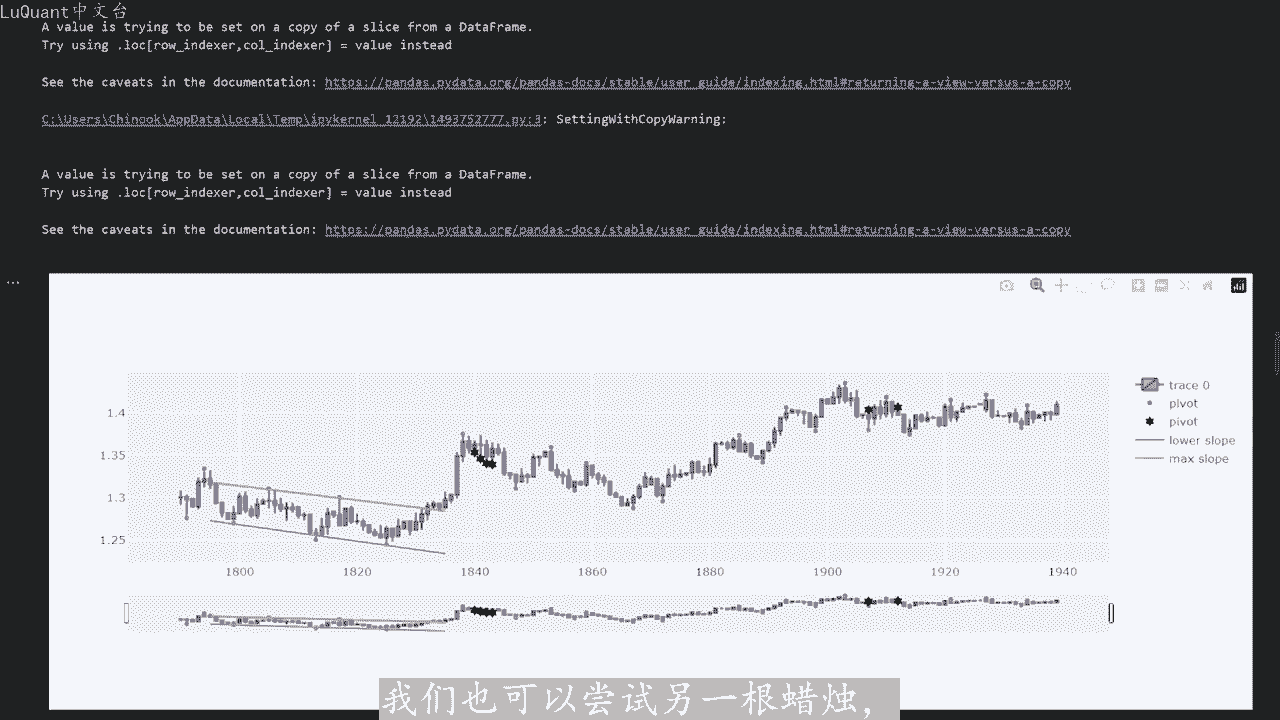 LuQuant中文台
A value is trying to be set on a copy of a slice from a DataFrame.
Try using .loc[row_indexer,col_indexer] = value instead
See the caveats in the documentation: https://pandas.pydata.org/pandas-docs/stable/user_guide/indexing.html#returning-a-view-versus-a-copy
C:\Users\Chinook\AppData\Local\Temp\ipykernel_12192\1493752777.py:3: SettingWithCopyWarning:
A value is trying to be set on a copy of a slice from a DataFrame.
Try using .loc[row_indexer,col_indexer] = value instead
See the caveats in the documentation: https://pandas.pydata.org/pandas-docs/stable/user_guide/indexing.html#returning-a-view-versus-a-copy
...
trace 0
pivot
pivot
lower slope
max slope
1.4
1.35
1.3
1.25
1800 1820 1840 1860 1880 1900 1920 1940
我们也可以尝试另一根蜡烛，